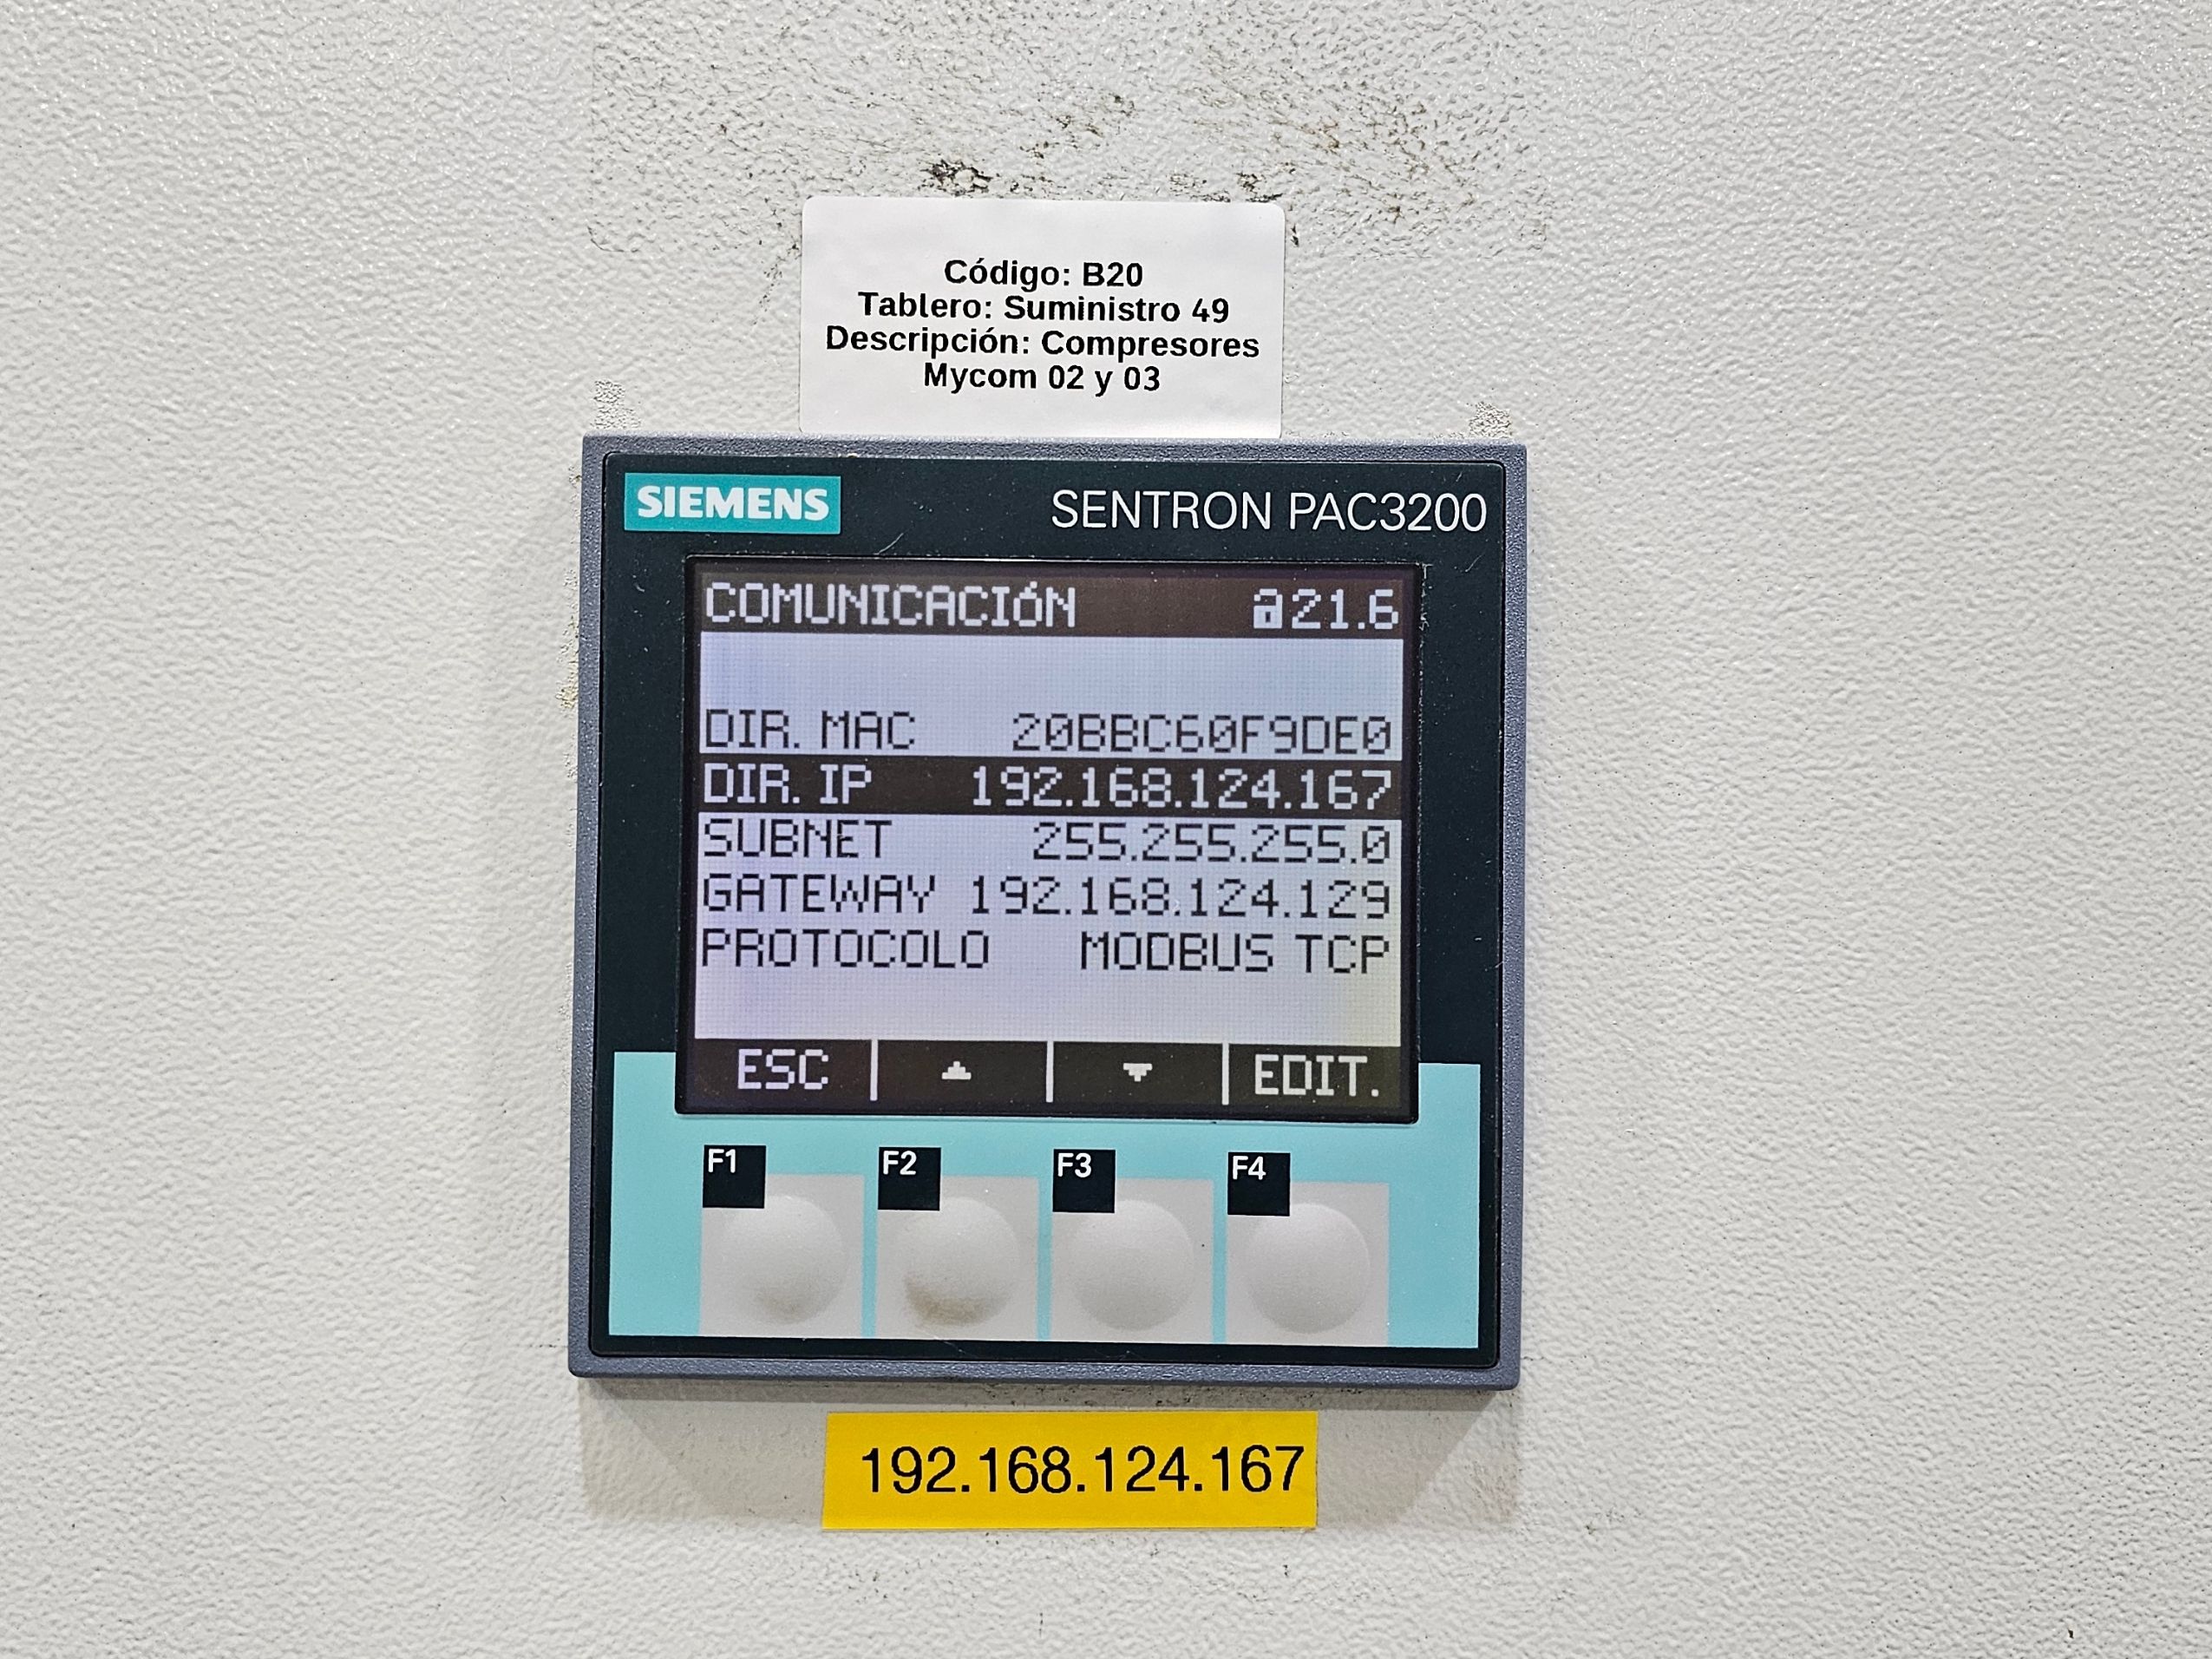 Código: B20
Tablero: Suministro 49
Descripción: Compresores
Mycom 02 y 03
SIEMENS SENTRON PAC3200
COMUNICACIÓN 21.6
DIR. MAC 20BBC60F9DE0
DIR. IP 192.168.124.167
SUBNET 255.255.255.0
GATEWAY 192.168.124.129
PROTOCOLO MODBUS TCP
ESC EDIT.
F1 F2 F3 F4
192.168.124.167